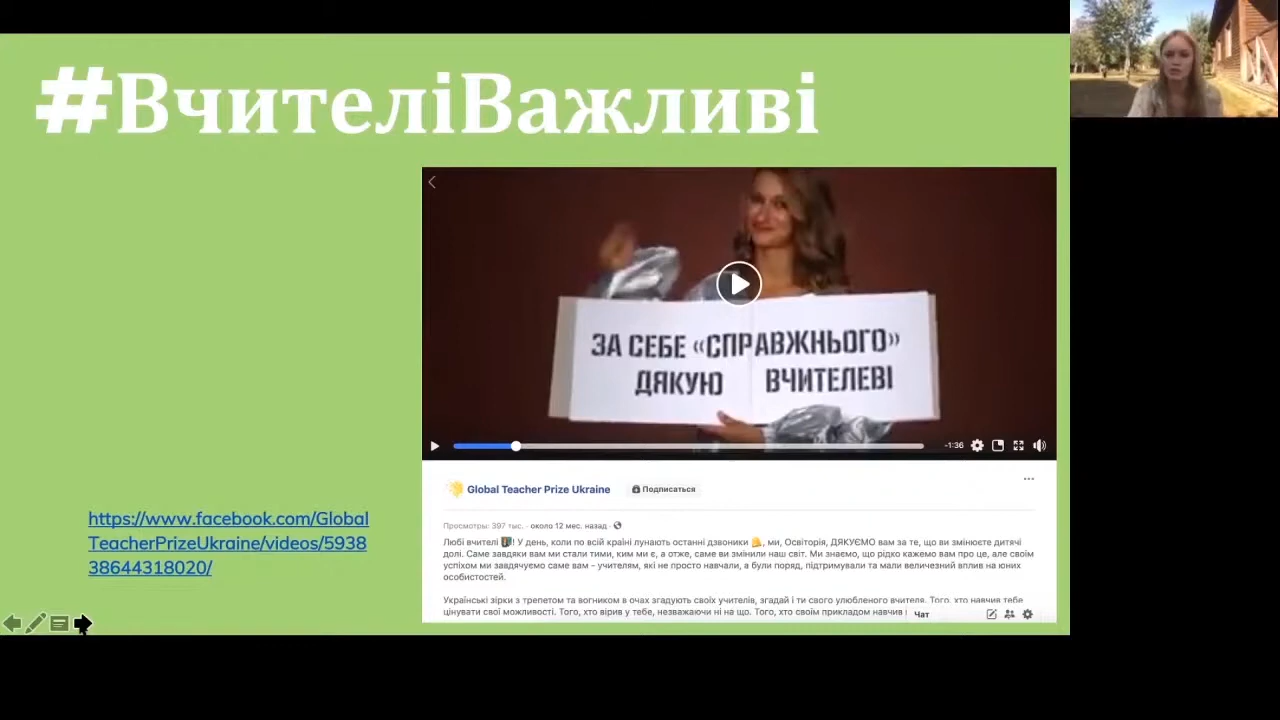 #ВчителіВажливі
ЗА СЕБЕ «СПРАВЖНЬОГО»
ДЯКУЮ ВЧИТЕЛЕВІ
-1:36
Global Teacher Prize Ukraine
Подписаться
Просмотры: 397 тыс. · около 12 мес. назад ·
Любі вчителі ! У день, коли по всій країні лунають останні дзвоники , ми, Освіторія, ДЯКУЄМО вам за те, що ви змінюєте дитячі
долі. Саме завдяки вам ми стали тими, ким ми є, а отже, саме ви змінили наш світ. Ми знаємо, що рідко кажемо вам про це, але своїм
успіхом ми завдячуємо саме вам - учителям, які не просто навчали, а були поряд, підтримували та мали величезний вплив на юних
особистостей.
Українські зірки з трепетом та вогником в очах згадують своїх учителів, згадай і ти свого улюбленого вчителя. Того, хто навчив тебе
цінувати свої можливості. Того, хто вірив у тебе, незважаючи ні на що. Того, хто своїм прикладом навчив
Чат
https://www.facebook.com/Global
TeacherPrizeUkraine/videos/5938
38644318020/